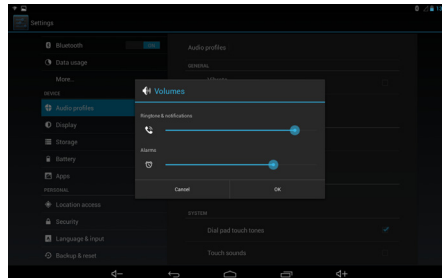 Settings
Bluetooth
ON
Data usage
More...
DEVICE
Audio profiles
Display
Storage
Battery
Apps
PERSONAL
Location access
Security
Language & input
Backup & reset
Audio profiles
GENERAL
Volumes
Ringtone & notifications
Alarms
Cancel
OK
SYSTEM
Dial pad touch tones
Touch sounds